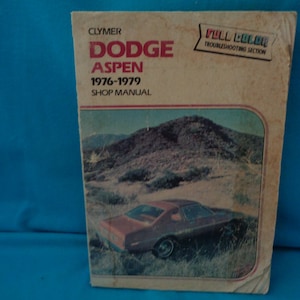 CLYMER
FULL COLOR
TROUBLESHOOTING SECTION
DODGE
ASPEN
1976-1979
SHOP MANUAL